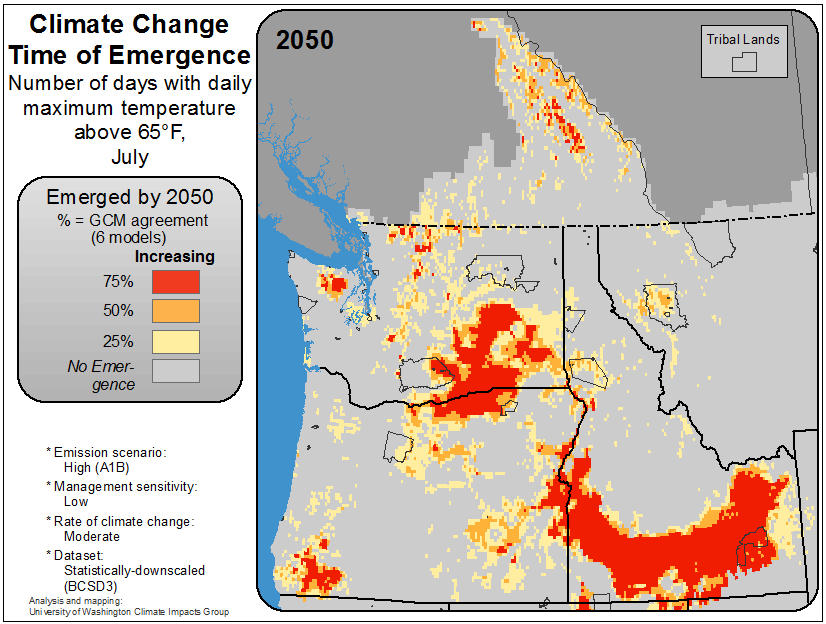 Climate Change
Time of Emergence
Number of days with daily
maximum temperature
above 65°F,
July
2050
Tribal Lands
Emerged by 2050
% = GCM agreement
(6 models)
Increasing
75%
50%
25%
No Emer-
gence
* Emission scenario:
High (A1B)
* Management sensitivity:
Low
* Rate of climate change:
Moderate
* Dataset:
Statistically-downscaled
(BCSD3)
Analysis and mapping:
University of Washington Climate Impacts Group